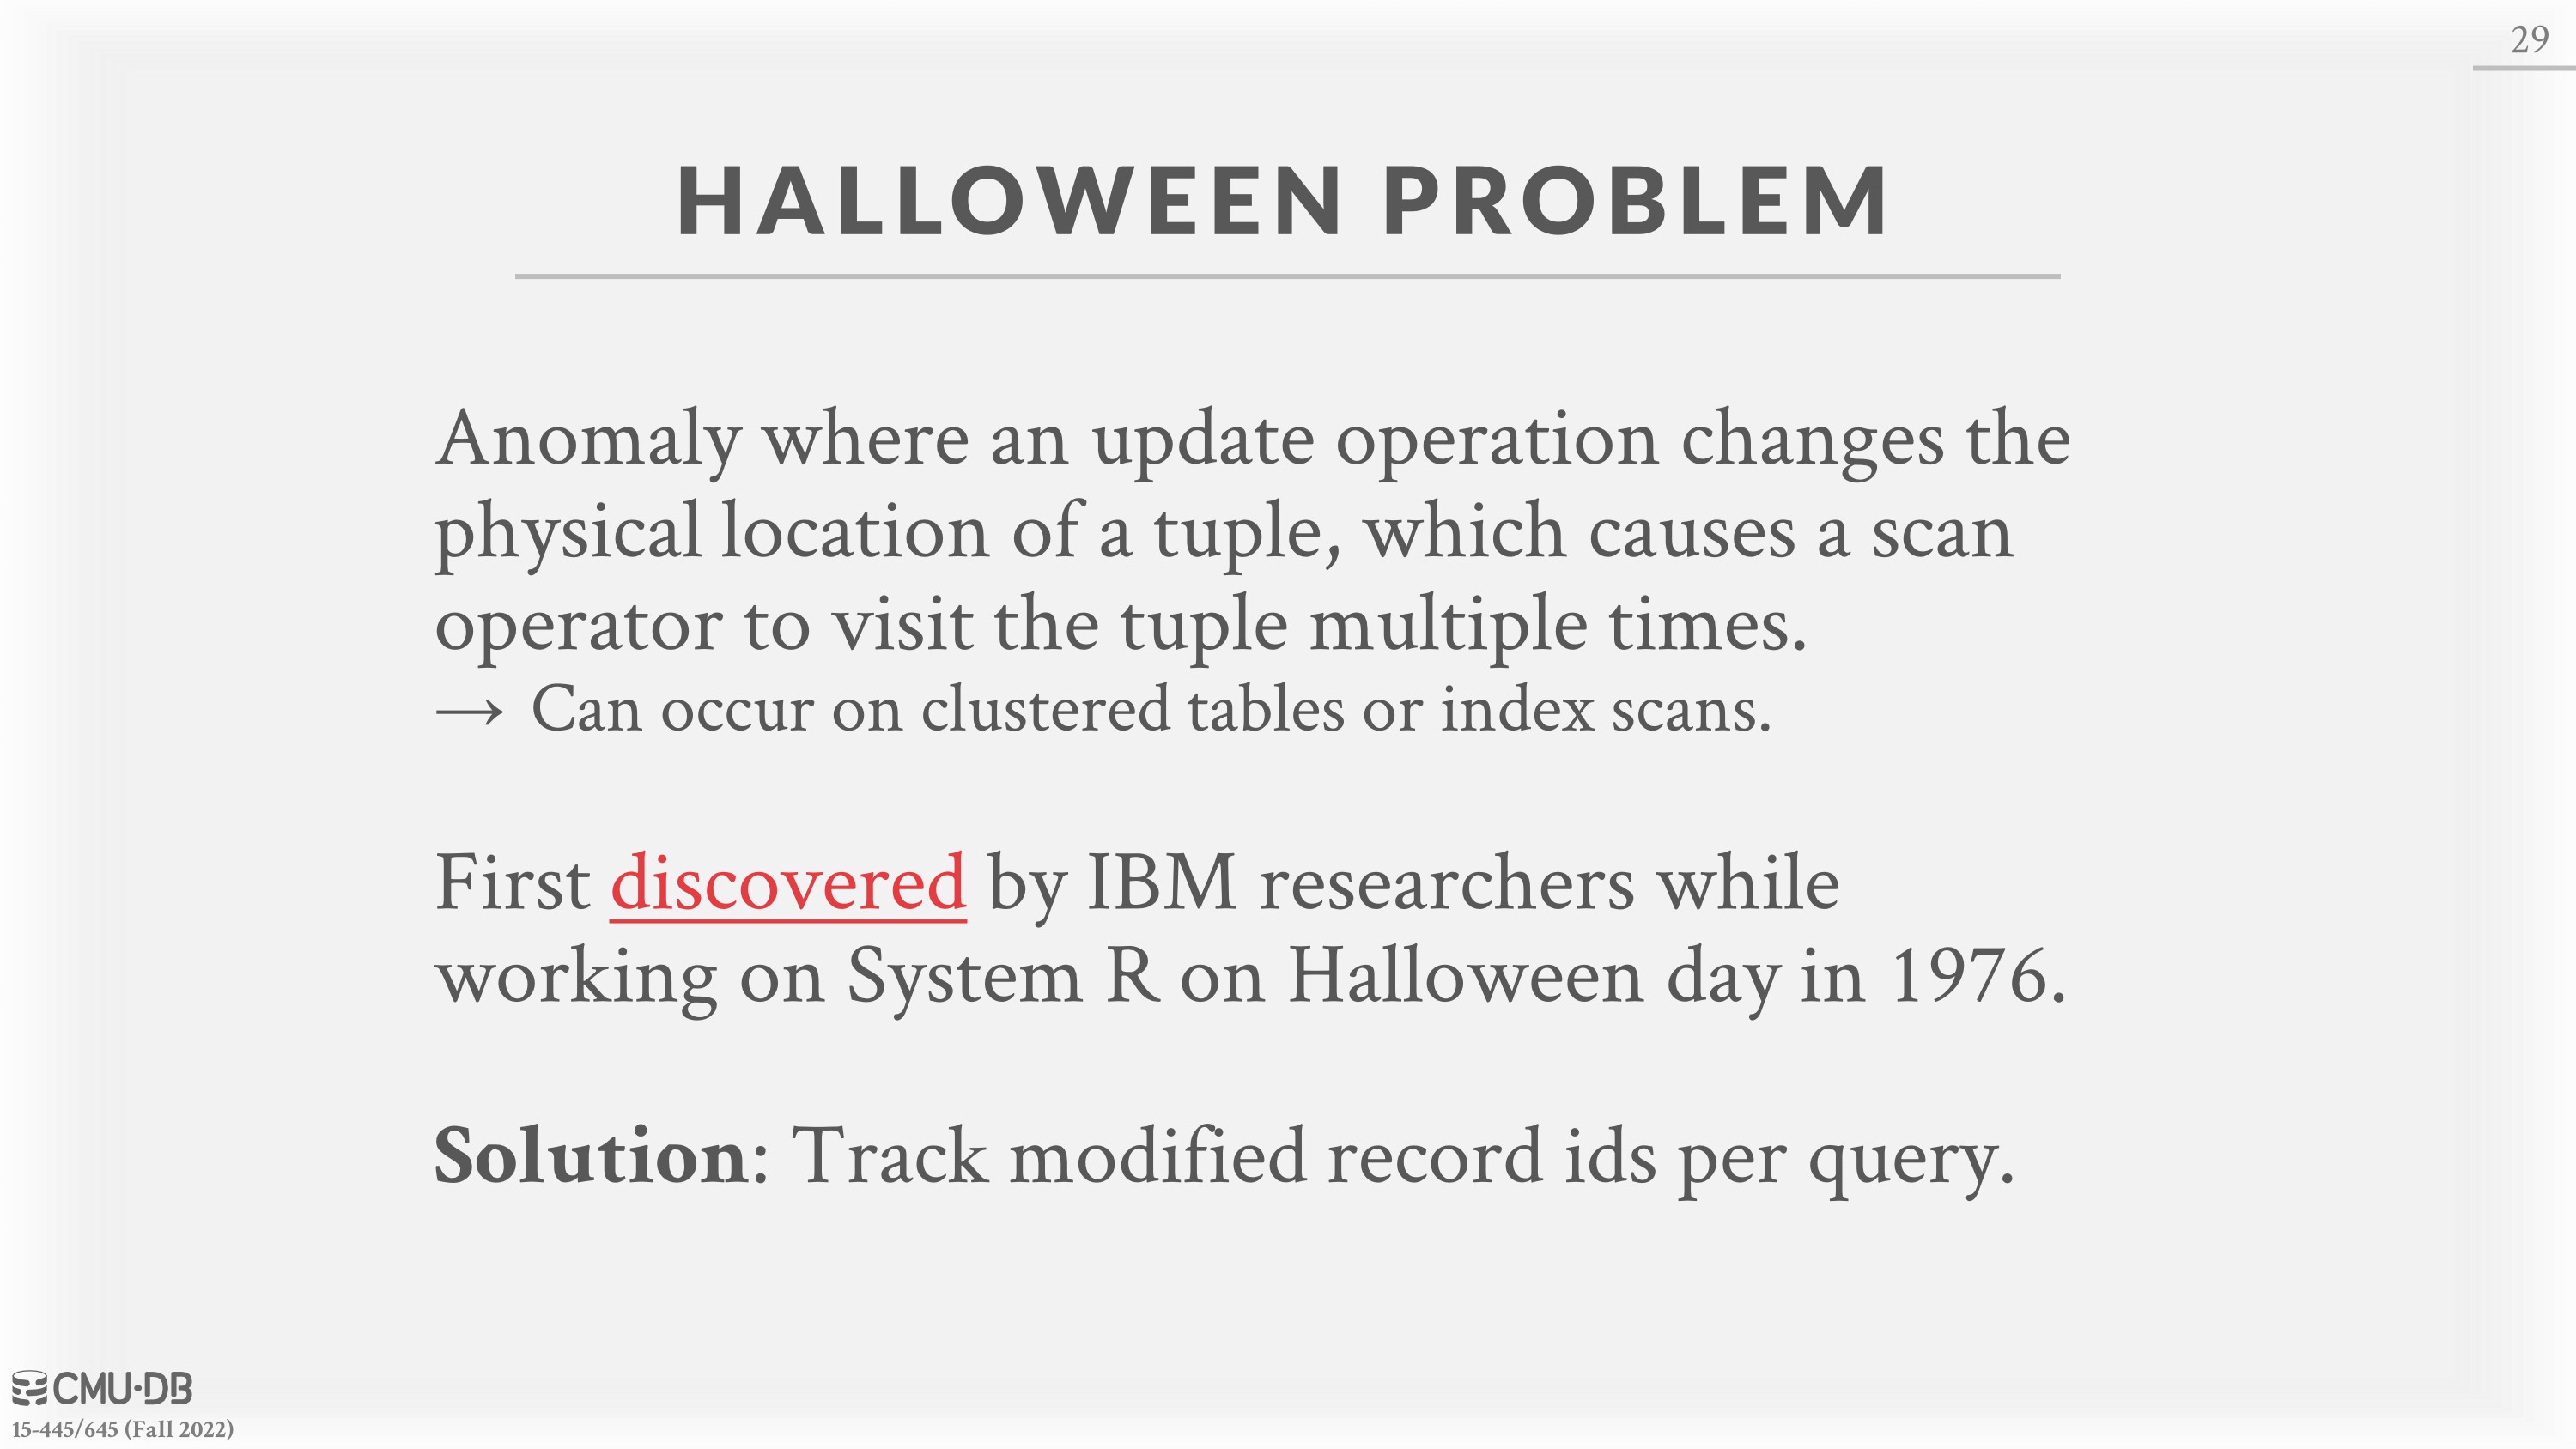 29
HALLOWEEN PROBLEM
Anomaly where an update operation changes the
physical location of a tuple, which causes a scan
operator to visit the tuple multiple times.
→ Can occur on clustered tables or index scans.
First discovered by IBM researchers while
working on System R on Halloween day in 1976.
Solution: Track modified record ids per query.
CMU·DB
15-445/645 (Fall 2022)